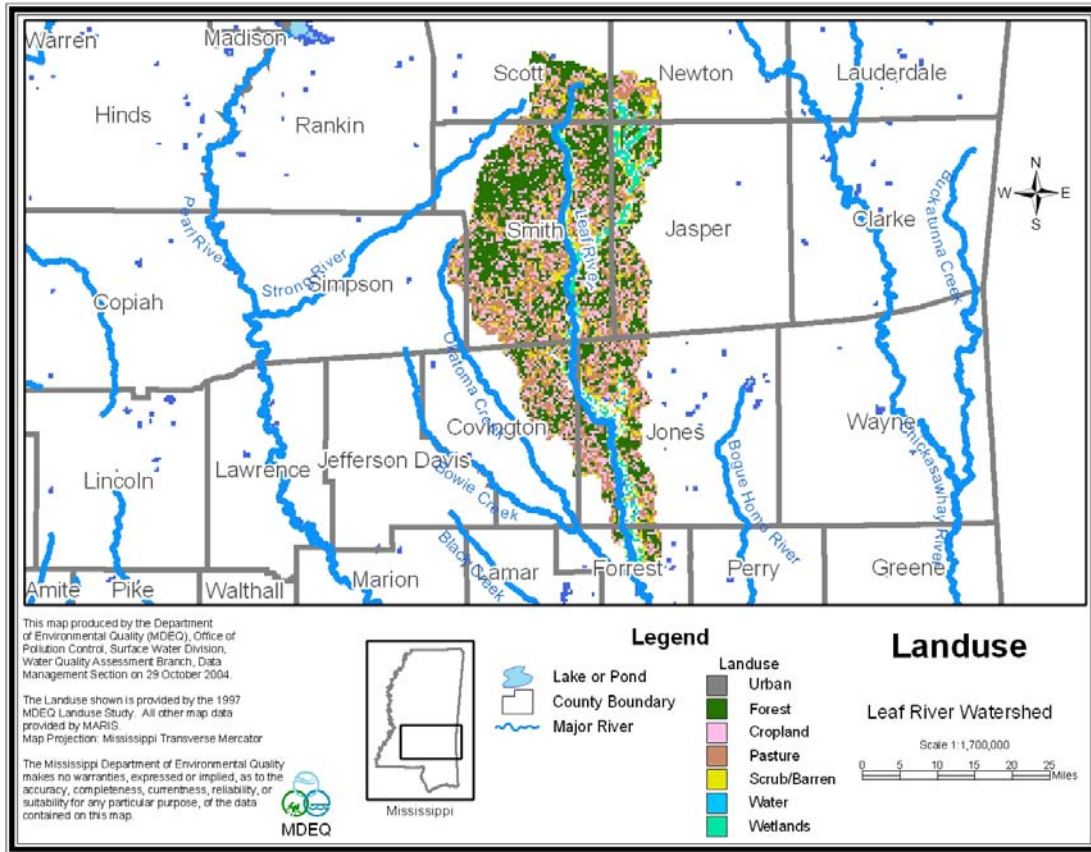 Warren
Madison
Scott
Newton
Lauderdale
Hinds
Rankin
N
W
E
S
Buckatunna Creek
Clarke
Pearl River
Smith
Leaf River
Jasper
Strong River
Simpson
Copiah
Okatoma Creek
Covington
Jones
Wayne
Chickasawhay River
Lincoln
Lawrence
Jefferson Davis
Bowie Creek
Bogue Homo River
Black Creek
Amite
Pike
Walthall
Marion
Lamar
Forrest
Perry
Greene
This map produced by the Department
of Environmental Quality (MDEQ), Office of
Pollution Control, Surface Water Division,
Water Quality Assessment Branch, Data
Management Section on 29 October 2004.
The Landuse shown is provided by the 1997
MDEQ Landuse Study. All other map data
provided by MARIS.
Map Projection: Mississippi Transverse Mercator
The Mississippi Department of Environmental Quality
makes no warranties, expressed or implied, as to the
accuracy, completeness, currentness, reliability, or
suitability for any particular purpose, of the data
contained on this map.
MDEQ
Mississippi
Legend
Lake or Pond
County Boundary
Major River
Landuse
Urban
Forest
Cropland
Pasture
Scrub/Barren
Water
Wetlands
Landuse
Leaf River Watershed
Scale 1:1,700,000
0 5 10 15 20 25
Miles